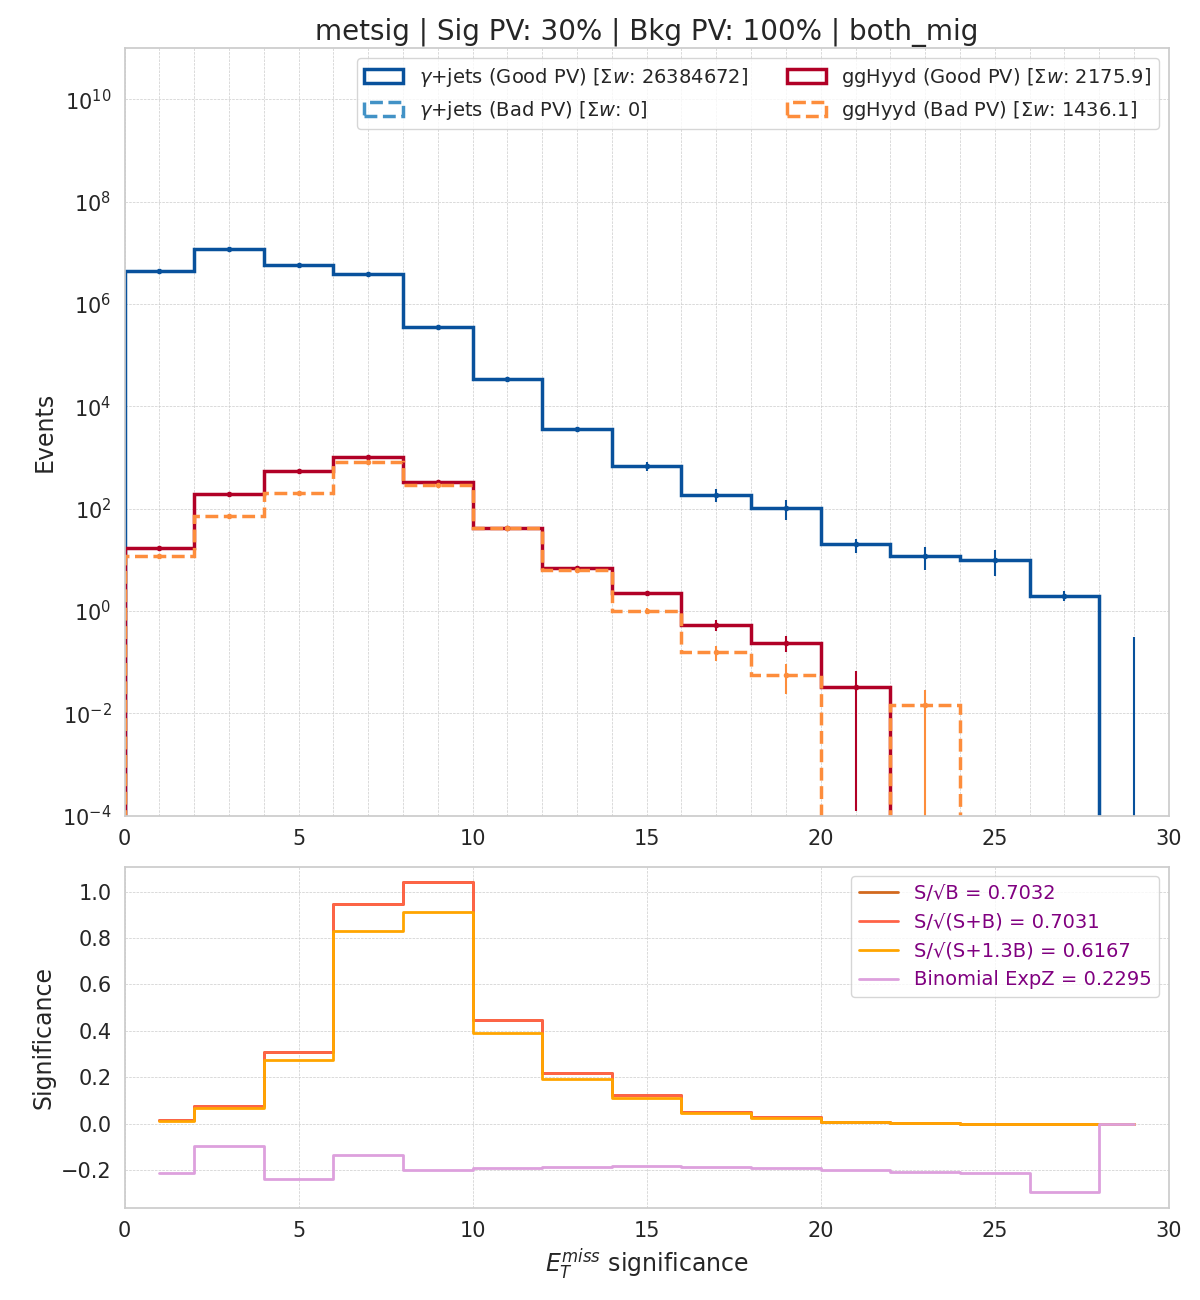 metsig | Sig PV: 30% | Bkg PV: 100% | both_mig
γ+jets (Good PV) [Σw: 26384672]
γ+jets (Bad PV) [Σw: 0]
ggHyyd (Good PV) [Σw: 2175.9]
ggHyyd (Bad PV) [Σw: 1436.1]
Events
10^10
10^8
10^6
10^4
10^2
10^0
10^−2
10^−4
0 5 10 15 20 25 30
S/√B = 0.7032
S/√(S+B) = 0.7031
S/√(S+1.3B) = 0.6167
Binomial ExpZ = 0.2295
Significance
1.0
0.8
0.6
0.4
0.2
0.0
−0.2
0 5 10 15 20 25 30
E_T^miss significance